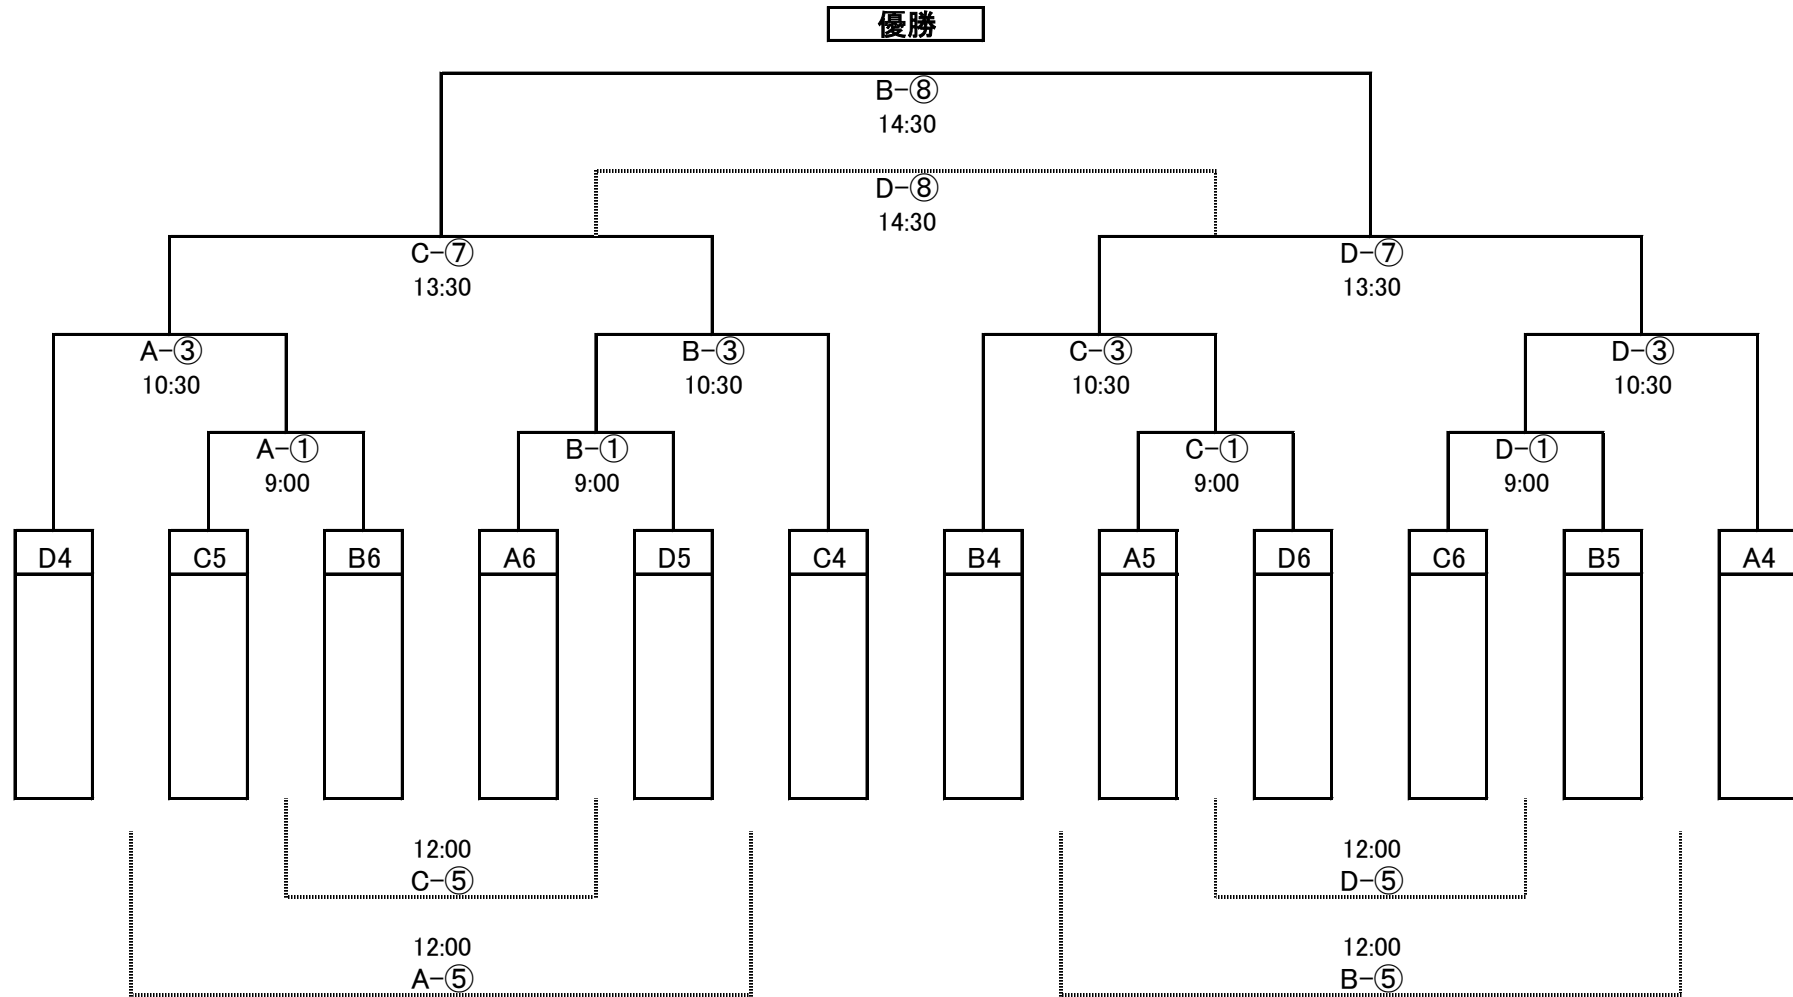 優勝
B-⑧
14:30
D-⑧
14:30
C-⑦
13:30
D-⑦
13:30
A-③
10:30
B-③
10:30
C-③
10:30
D-③
10:30
A-①
9:00
B-①
9:00
C-①
9:00
D-①
9:00
D4
C5
B6
A6
D5
C4
B4
A5
D6
C6
B5
A4
12:00
C-⑤
12:00
D-⑤
12:00
A-⑤
12:00
B-⑤